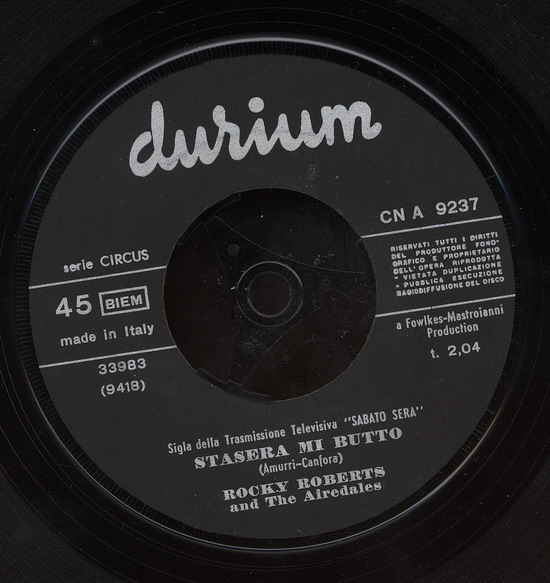 durium
CN A 9237
RISERVATI TUTTI I DIRITTI
DEL PRODUTTORE FONO-
GRAFICO E PROPRIETARIO
DELL'OPERA RIPRODOTTA
• VIETATA DUPLICAZIONE
• PUBBLICA ESECUZIONE
RADIODIFFUSIONE DEL DISCO
serie CIRCUS
45 BIEM
made in Italy
33983
(9418)
a Fowlkes-Mastroianni
Production
t. 2,04
Sigla della Trasmissione Televisiva "SABATO SERA"
STASERA MI BUTTO
(Amurri-Canfora)
ROCKY ROBERTS
and The Airedales